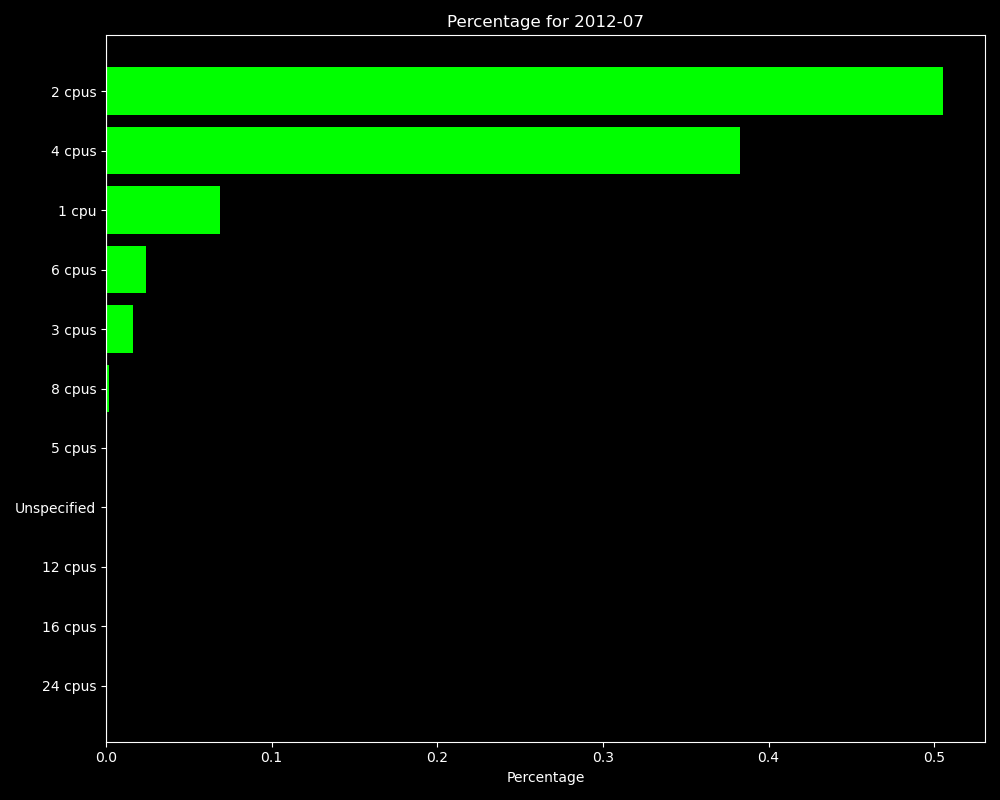 Percentage for 2012-07
2 cpus
4 cpus
1 cpu
6 cpus
3 cpus
8 cpus
5 cpus
Unspecified
12 cpus
16 cpus
24 cpus
0.0 0.1 0.2 0.3 0.4 0.5
Percentage